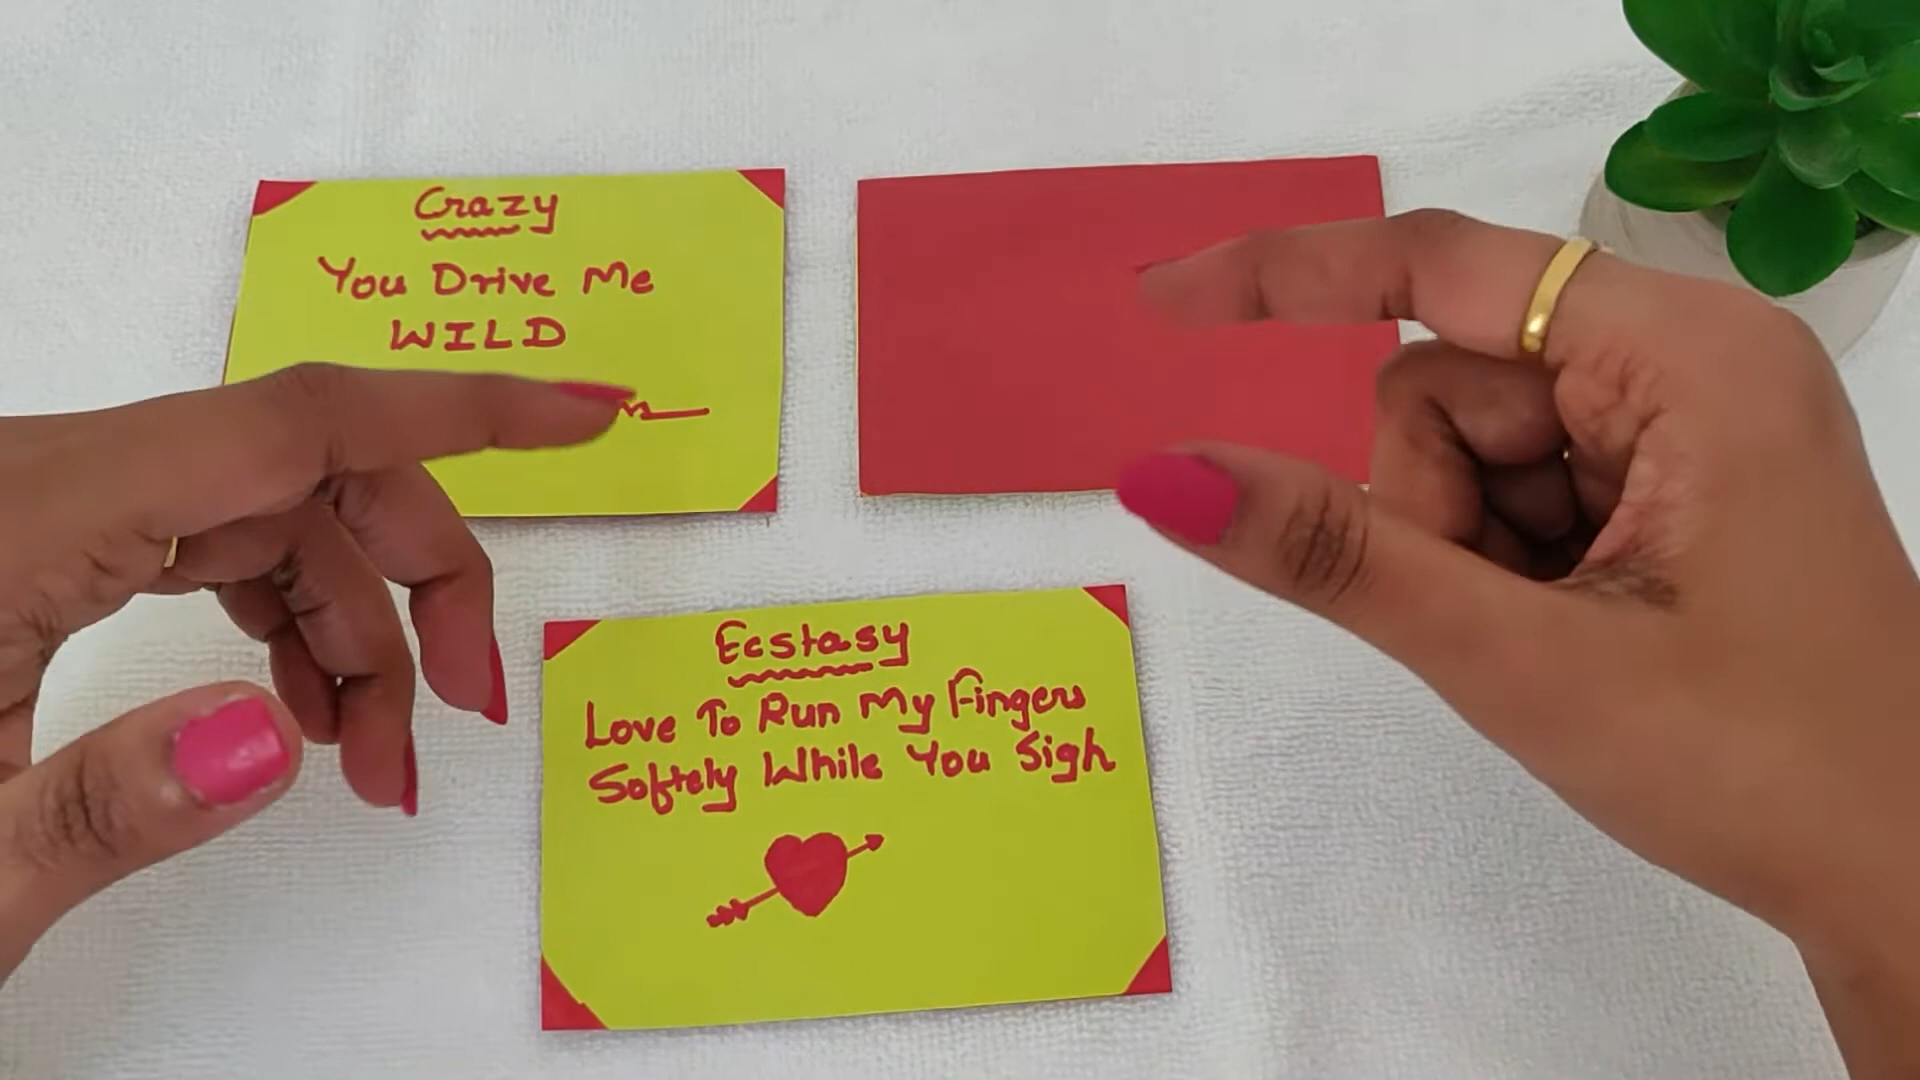 Crazy
You Drive Me
WILD
Ecstasy
Love To Run My Fingers
Softely While You Sigh